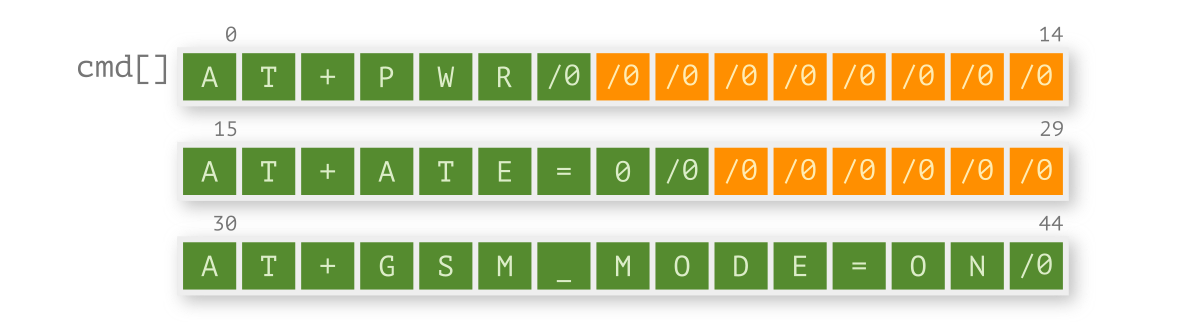 0 14
cmd[] A T + P W R /0 /0 /0 /0 /0 /0 /0 /0 /0
15 29
A T + A T E = 0 /0 /0 /0 /0 /0 /0 /0
30 44
A T + G S M _ M O D E = O N /0